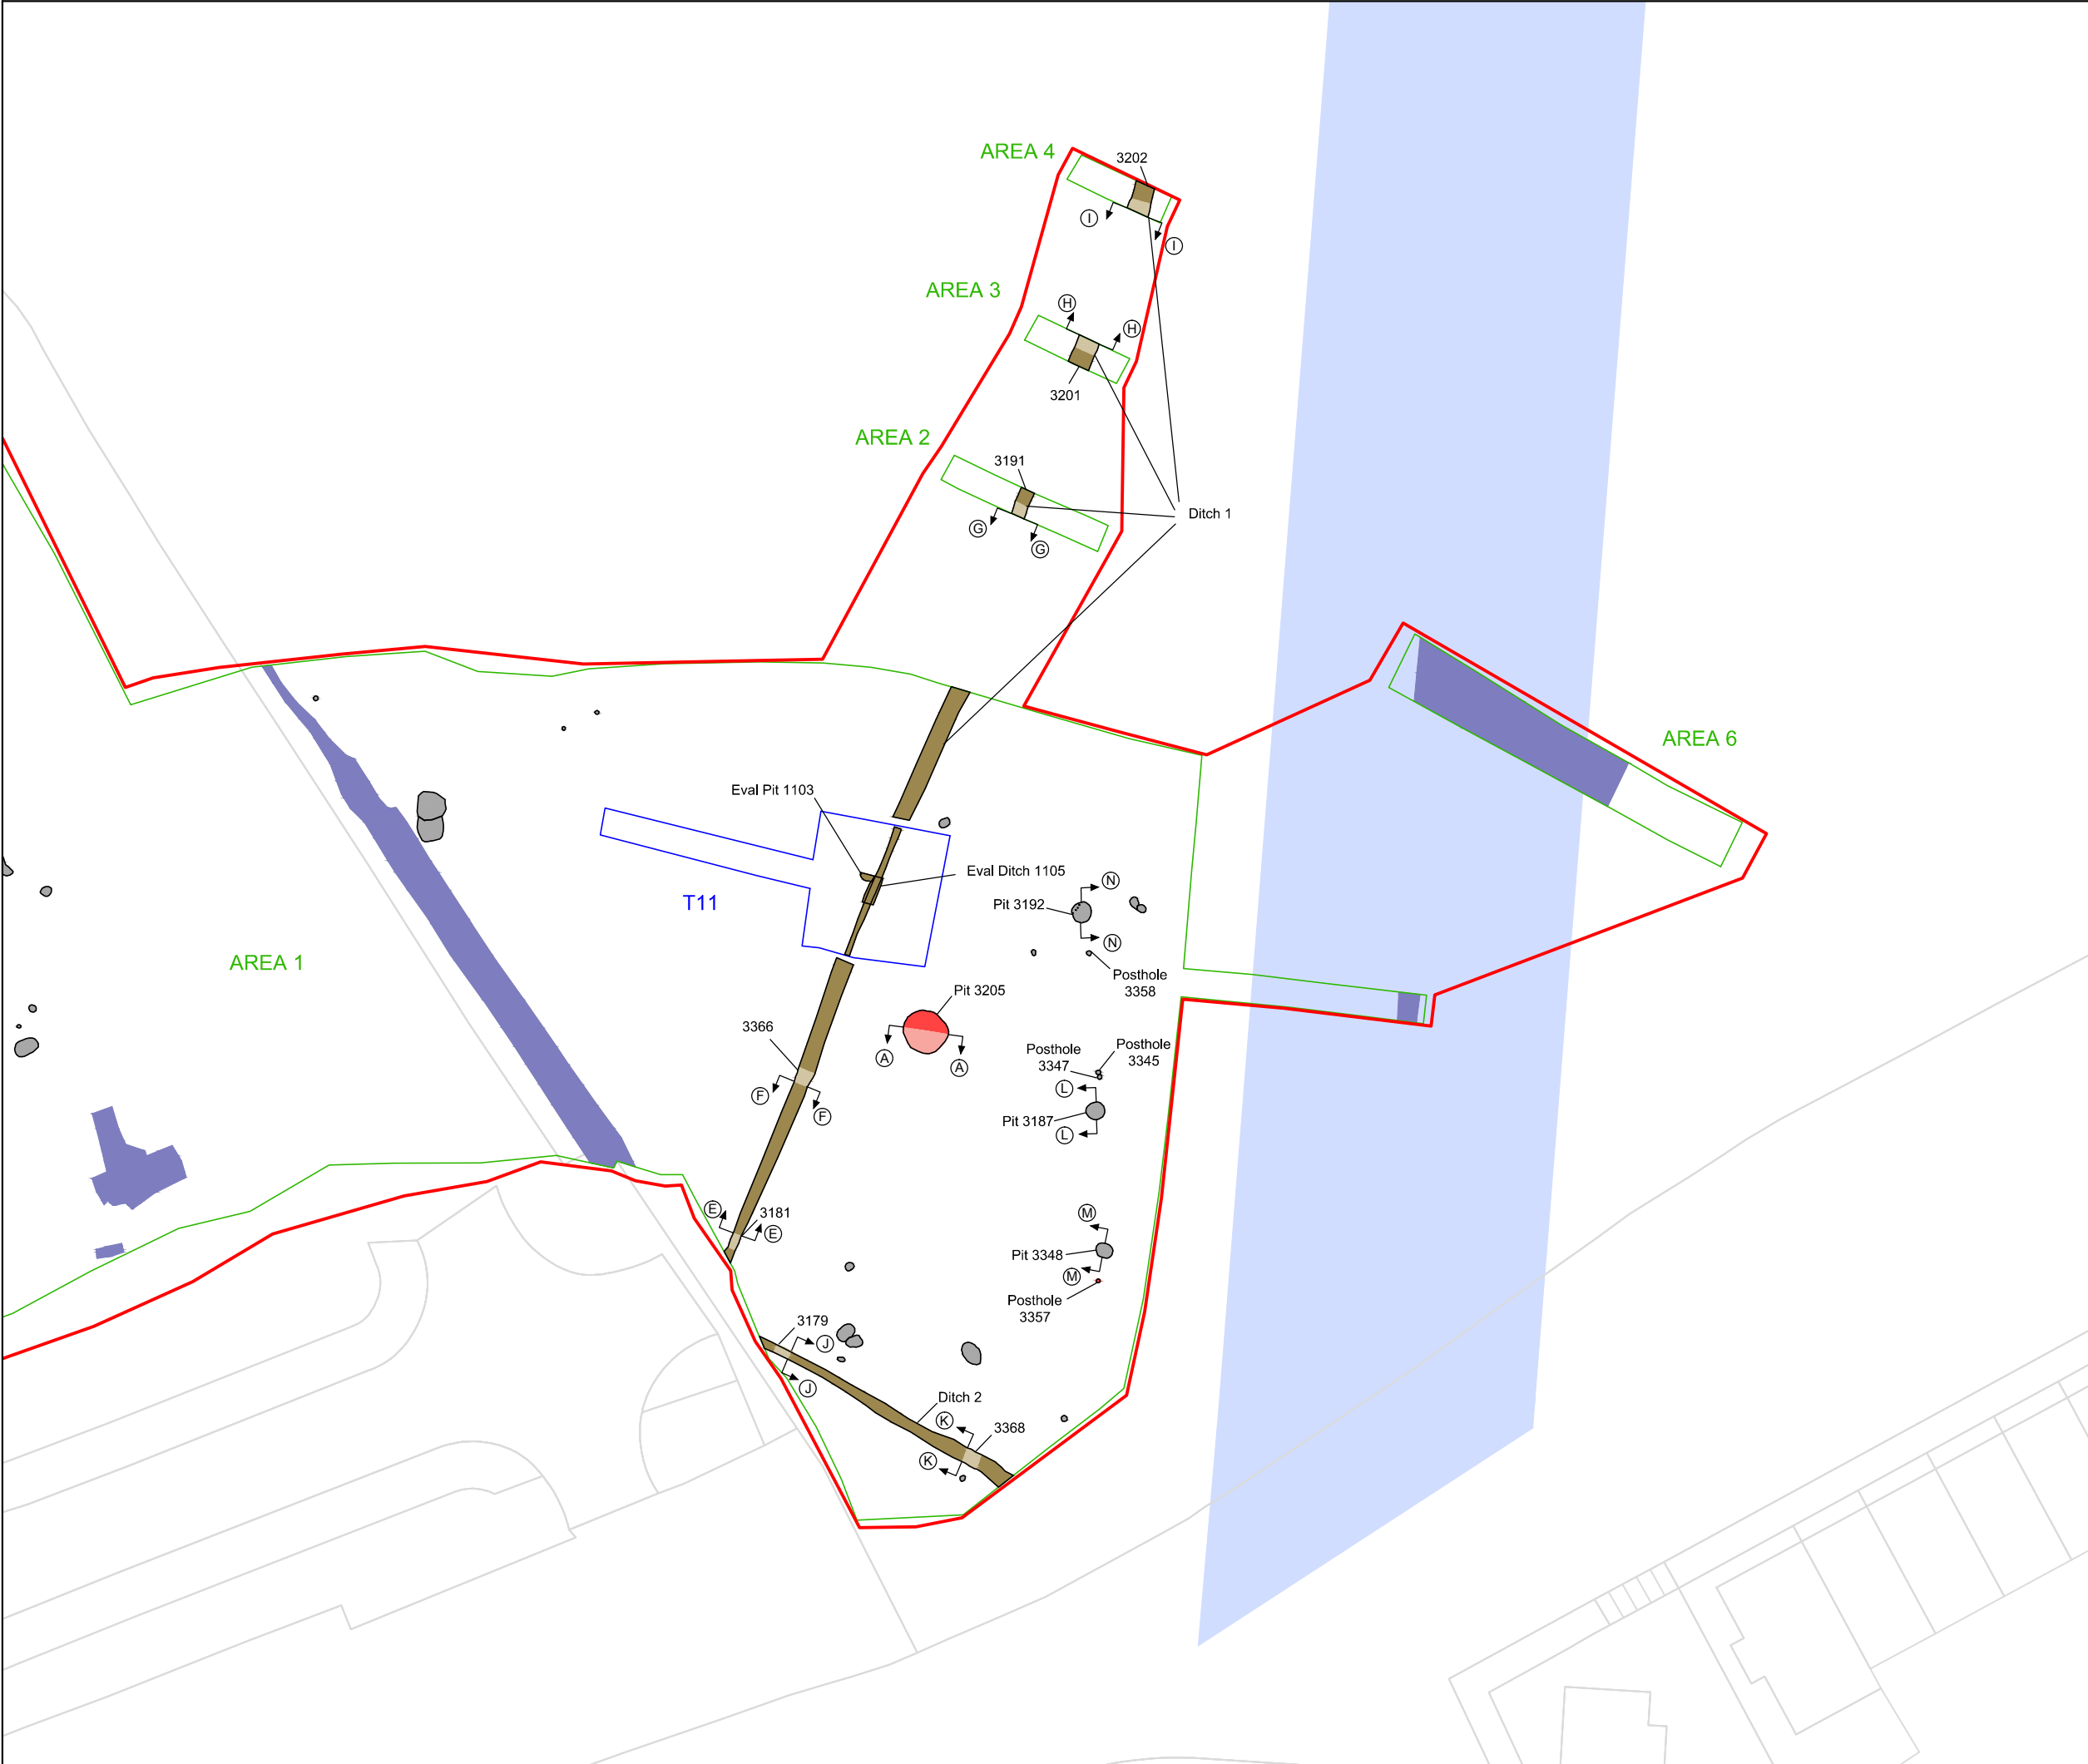 AREA 4
3202
I
I
AREA 3
H
H
3201
AREA 2
3191
G
G
Ditch 1
AREA 6
Eval Pit 1103
Eval Ditch 1105
T11
Pit 3192
N
N
Posthole
3358
AREA 1
Pit 3205
A
A
3366
F
F
Posthole
3347
Posthole
3345
L
Pit 3187
L
E
3181
E
M
Pit 3348
M
Posthole
3357
3179
J
J
Ditch 2
K
3368
K